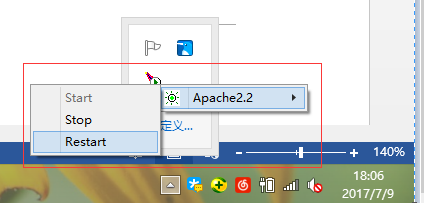 Start
Apache2.2
Stop
定义...
Restart
140%
18:06
2017/7/9